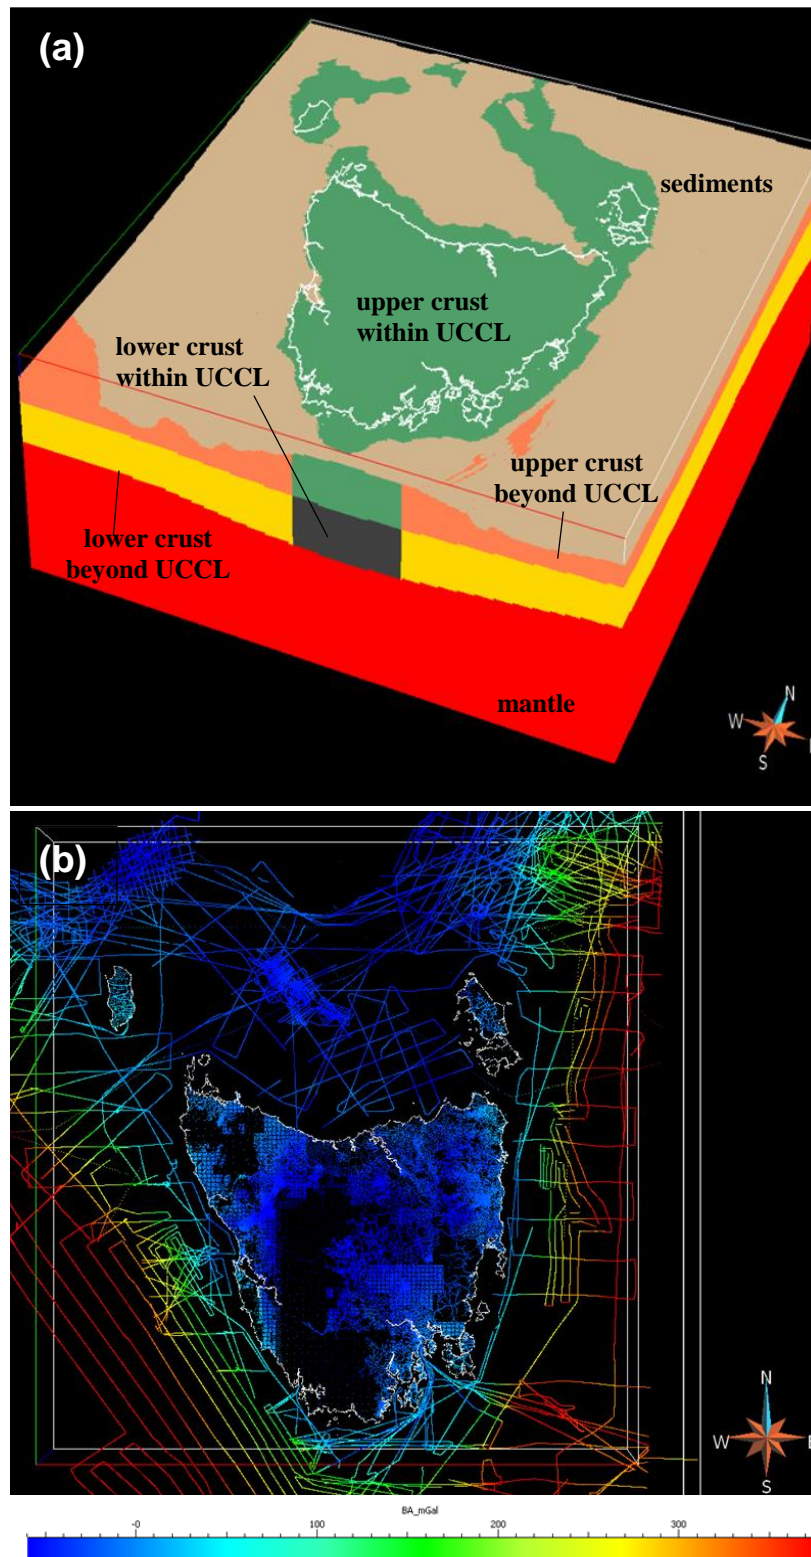 (a)
sediments
upper crust
within UCCL
lower crust
within UCCL
upper crust
beyond UCCL
lower crust
beyond UCCL
mantle
N
W
S
(b)
N
W
E
S
BA_mGal
-0
100
200
300